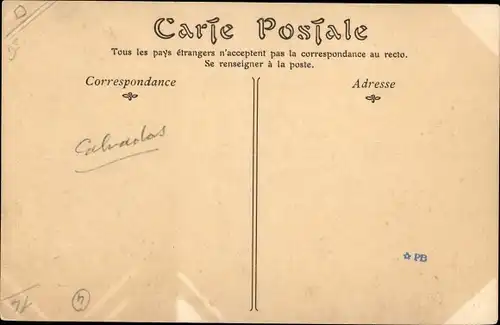 Carte Postale
Tous les pays étrangers n'acceptent pas la correspondance au recto.
Se renseigner à la poste.
Correspondance
Adresse
Calvados
☆ PB
4